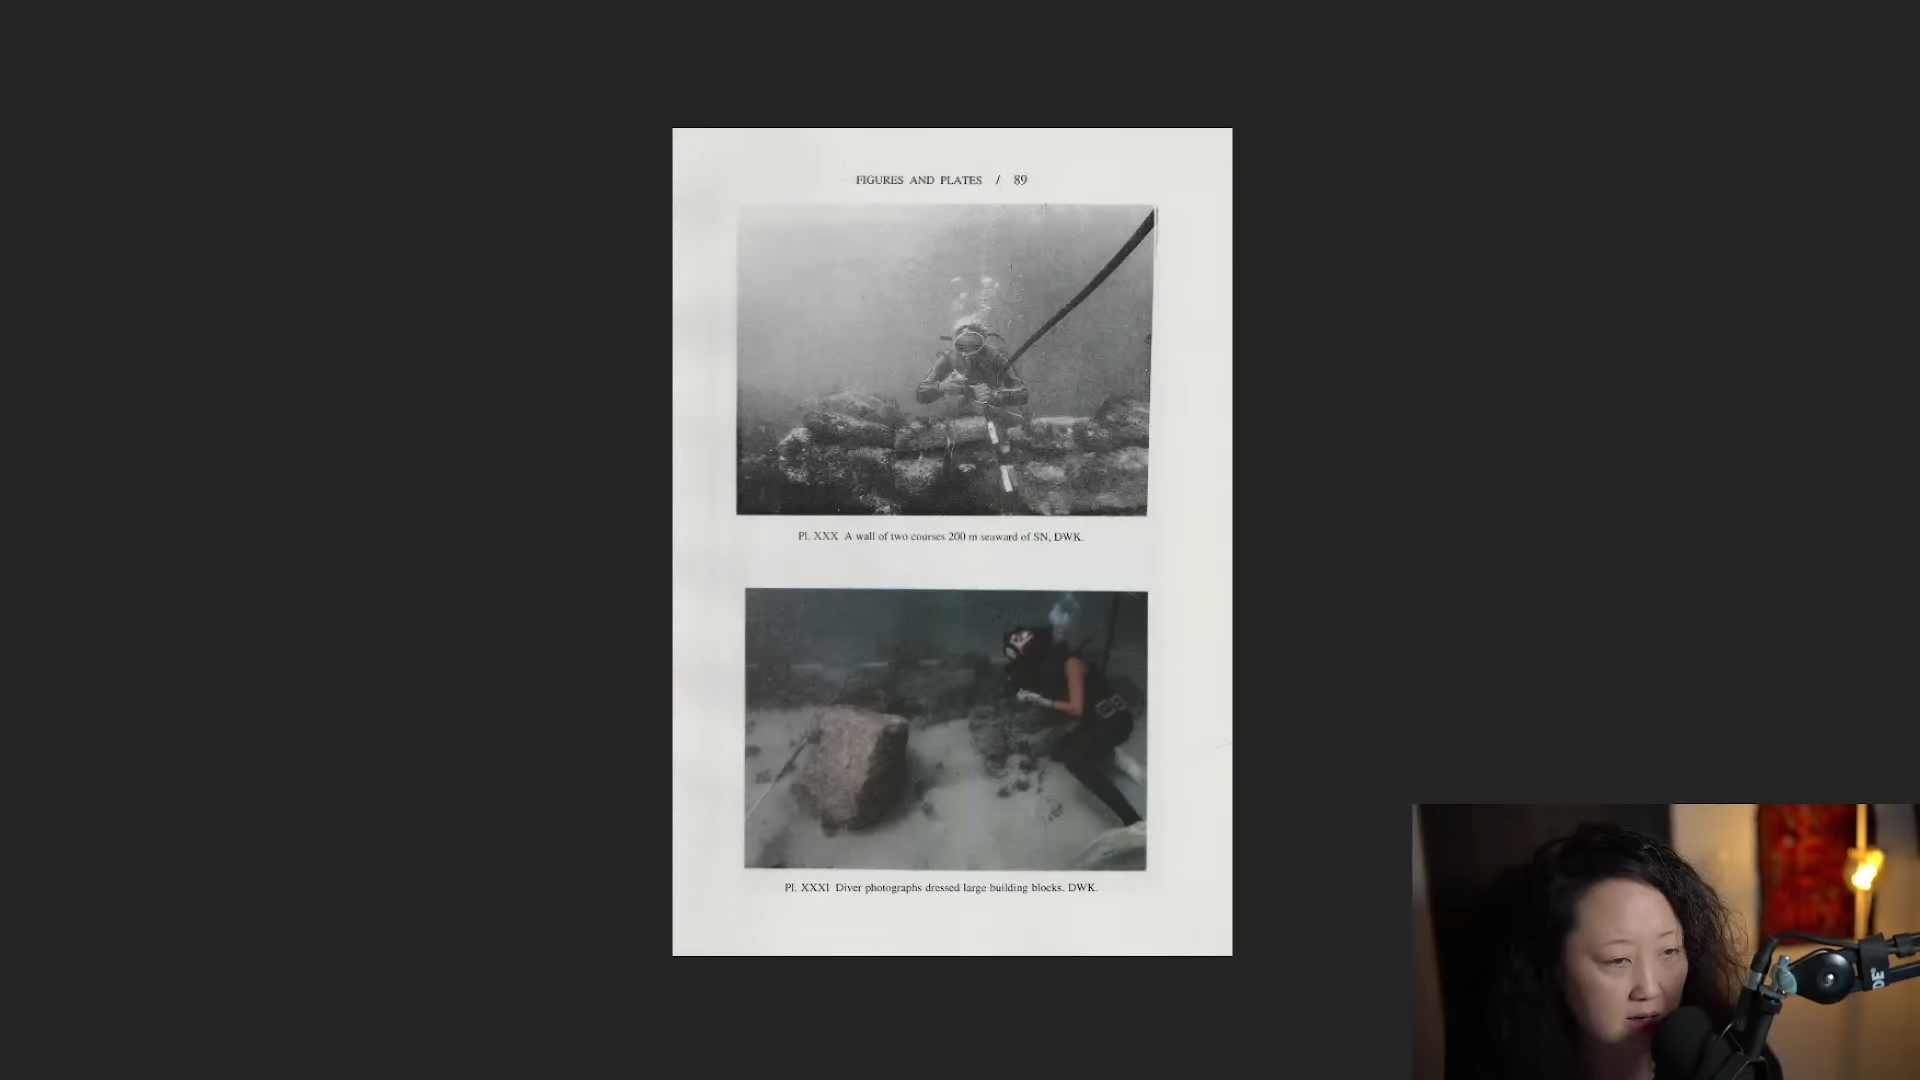 FIGURES AND PLATES / 89
Pl. XXX A wall of two courses 200 m seaward of SN, DWK.
Pl. XXXI Diver photographs dressed large building blocks, DWK.